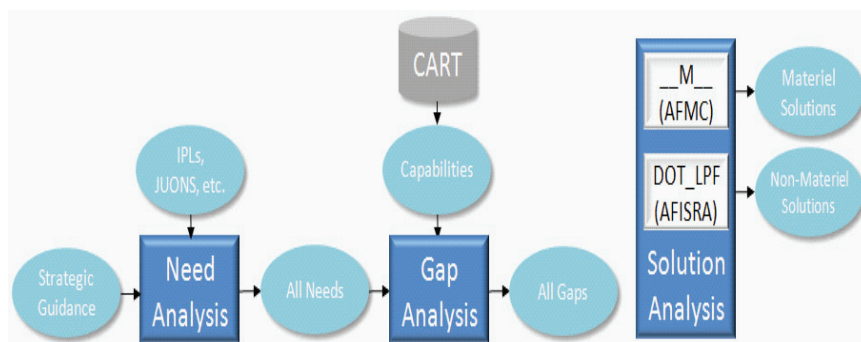 CART
__M__
(AFMC)
Materiel
Solutions
IPLs,
JUONS, etc.
Capabilities
DOT_LPF
(AFISRA)
Non-Materiel
Solutions
Strategic
Guidance
Need
Analysis
All Needs
Gap
Analysis
All Gaps
Solution
Analysis